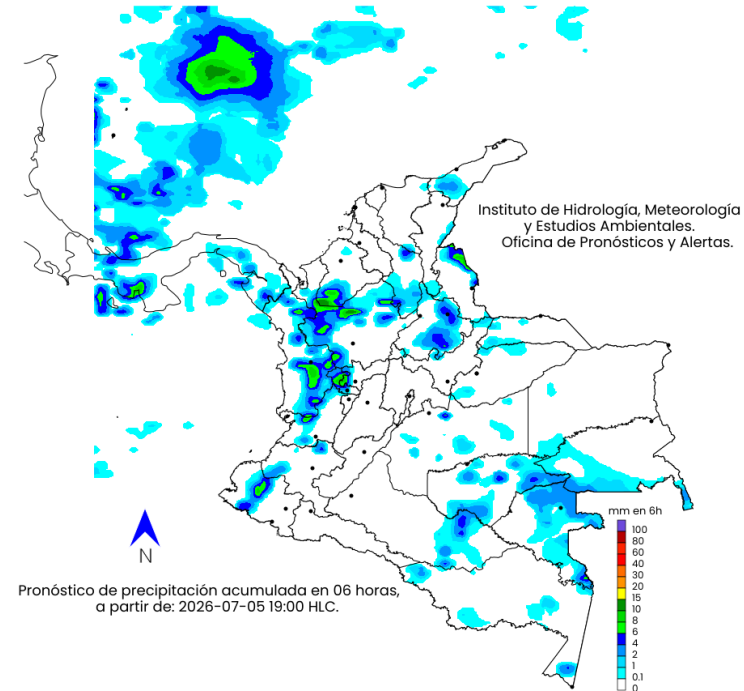 Instituto de Hidrología, Meteorología
y Estudios Ambientales.
Oficina de Pronósticos y Alertas.
mm en 6h
100
80
60
40
30
20
15
10
8
6
4
2
1
0.1
0
N
Pronóstico de precipitación acumulada en 06 horas,
a partir de: 2026-07-05 19:00 HLC.